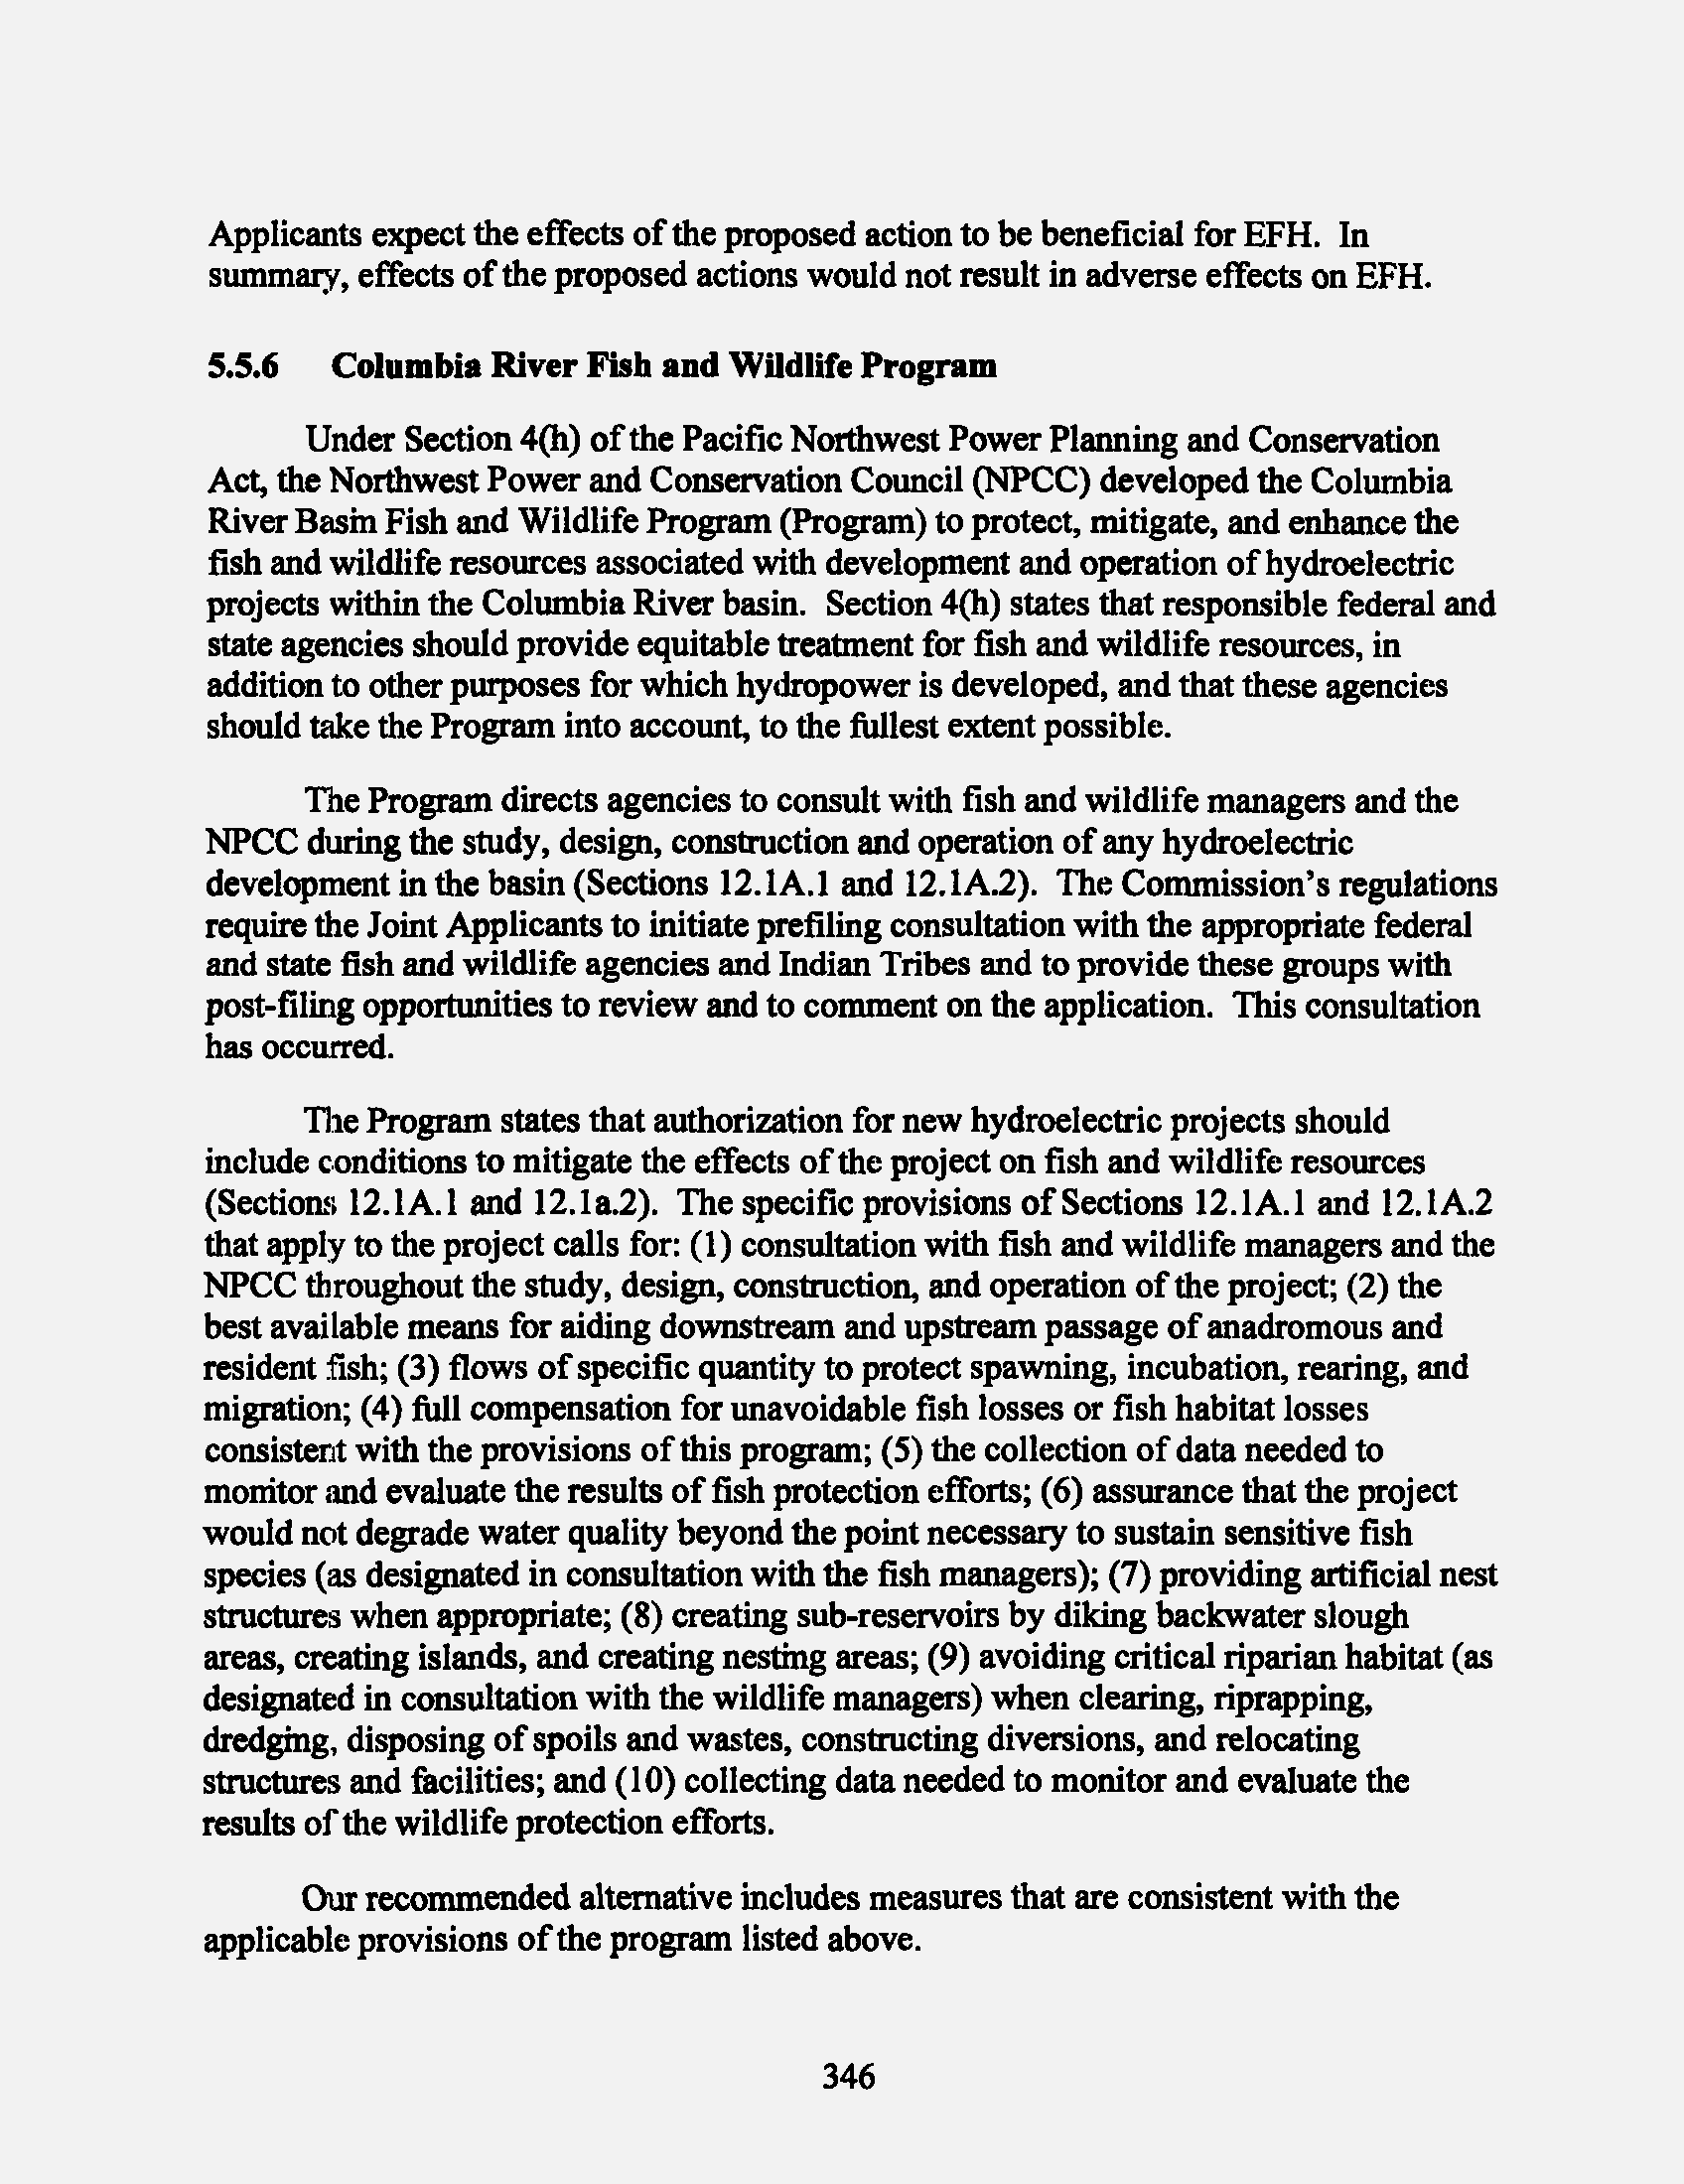 Applicants expect the effects of the proposed action to be beneficial for EFH. In
summary, effects of the proposed actions would not result in adverse effects on EFH.
5.5.6 Columbia River Fish and Wildlife Program
Under Section 4(h) of the Pacific Northwest Power Planning and Conservation
Act, the Northwest Power and Conservation Council (NPCC) developed the Columbia
River Basin Fish and Wildlife Program (Program) to protect, mitigate, and enhance the
fish and wildlife resources associated with development and operation of hydroelectric
projects within the Columbia River basin. Section 4(h) states that responsible federal and
state agencies should provide equitable treatment for fish and wildlife resources, in
addition to other purposes for which hydropower is developed, and that these agencies
should take the Program into account, to the fullest extent possible.
The Program directs agencies to consult with fish and wildlife managers and the
NPCC during the study, design, construction and operation of any hydroelectric
development in the basin (Sections 12.1A.1 and 12.1A.2). The Commission's regulations
require the Joint Applicants to initiate prefiling consultation with the appropriate federal
and state fish and wildlife agencies and Indian Tribes and to provide these groups with
post-filing opportunities to review and to comment on the application. This consultation
has occurred.
The Program states that authorization for new hydroelectric projects should
include conditions to mitigate the effects of the project on fish and wildlife resources
(Sections 12.1A.1 and 12.1a.2). The specific provisions of Sections 12.1A.1 and 12.1A.2
that apply to the project calls for: (1) consultation with fish and wildlife managers and the
NPCC throughout the study, design, construction, and operation of the project; (2) the
best available means for aiding downstream and upstream passage of anadromous and
resident fish; (3) flows of specific quantity to protect spawning, incubation, rearing, and
migration; (4) full compensation for unavoidable fish losses or fish habitat losses
consistent with the provisions of this program; (5) the collection of data needed to
monitor and evaluate the results of fish protection efforts; (6) assurance that the project
would not degrade water quality beyond the point necessary to sustain sensitive fish
species (as designated in consultation with the fish managers); (7) providing artificial nest
structures when appropriate; (8) creating sub-reservoirs by diking backwater slough
areas, creating islands, and creating nesting areas; (9) avoiding critical riparian habitat (as
designated in consultation with the wildlife managers) when clearing, riprapping,
dredging, disposing of spoils and wastes, constructing diversions, and relocating
structures and facilities; and (10) collecting data needed to monitor and evaluate the
results of the wildlife protection efforts.
Our recommended alternative includes measures that are consistent with the
applicable provisions of the program listed above.
346